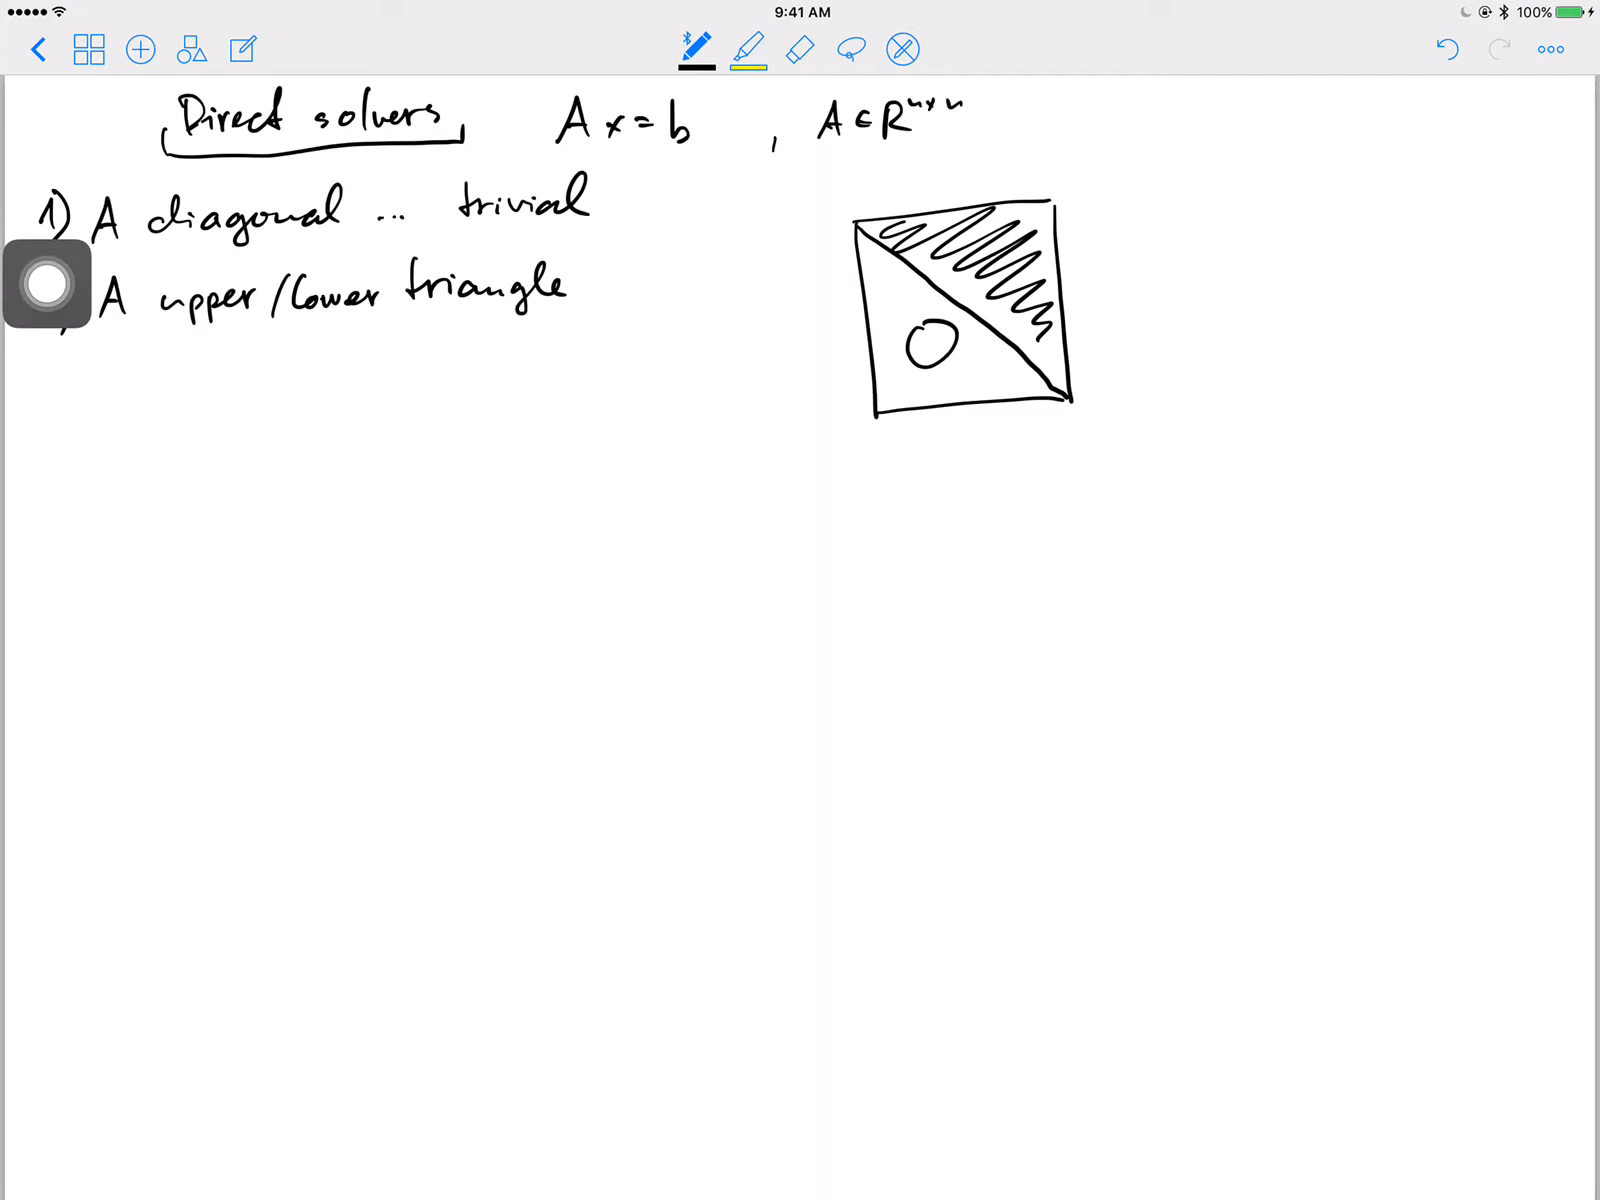 9:41 AM
100%
Direct solvers Ax = b , A ∈ R^{n×n}
1) A diagonal ... trivial
) A upper/lower triangle
0